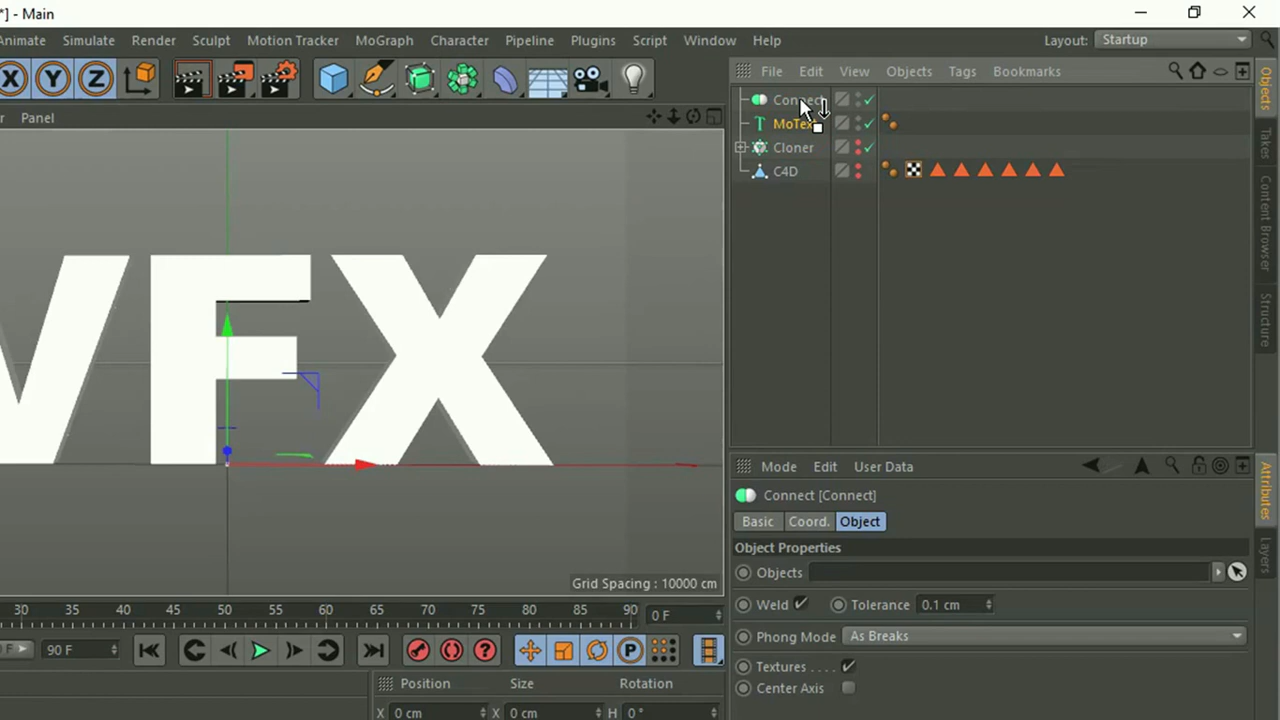 *] - Main
Animate Simulate Render Sculpt Motion Tracker MoGraph Character Pipeline Plugins Script Window Help
Layout: Startup
X Y Z
File Edit View Objects Tags Bookmarks
Panel
Connect
MoText
Cloner
C4D
Objects
Takes
Content Browser
Structure
VFX
Grid Spacing : 10000 cm
Mode Edit User Data
Connect [Connect]
Basic Coord. Object
Object Properties
Objects
Weld Tolerance 0.1 cm
Phong Mode As Breaks
Textures . . . .
Center Axis
Attributes
Layers
30 35 40 45 50 55 60 65 70 75 80 85 90 0 F
F 90 F P
Position Size Rotation
X 0 cm X 0 cm H 0 °